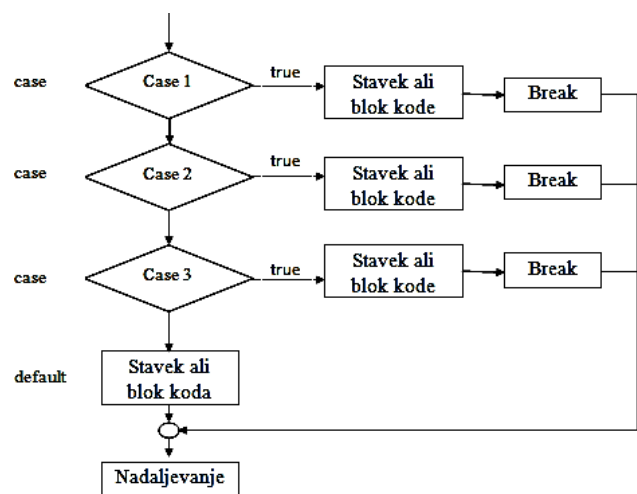 case
Case 1
true
Stavek ali
blok kode
Break
case
Case 2
true
Stavek ali
blok kode
Break
case
Case 3
true
Stavek ali
blok kode
Break
default
Stavek ali
blok koda
Nadaljevanje